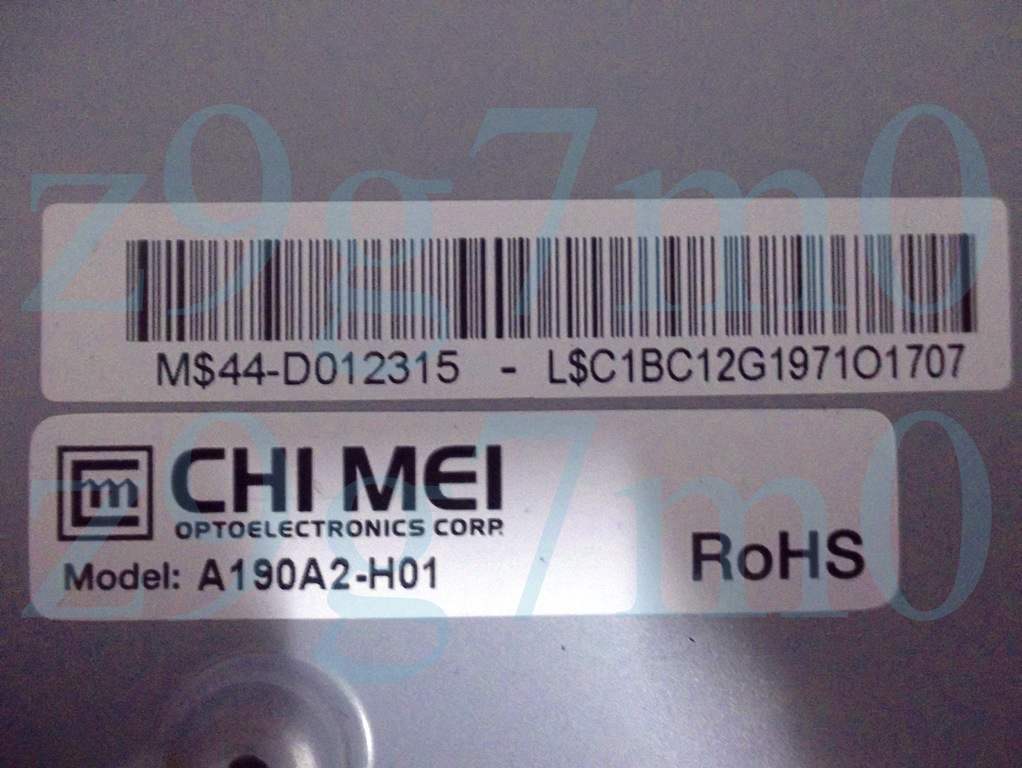 z9g7m0
M$44-D012315 - L$C1BC12G1971O1707
CHI MEI
OPTOELECTRONICS CORP.
Model: A190A2-H01
RoHS
z9g7m0